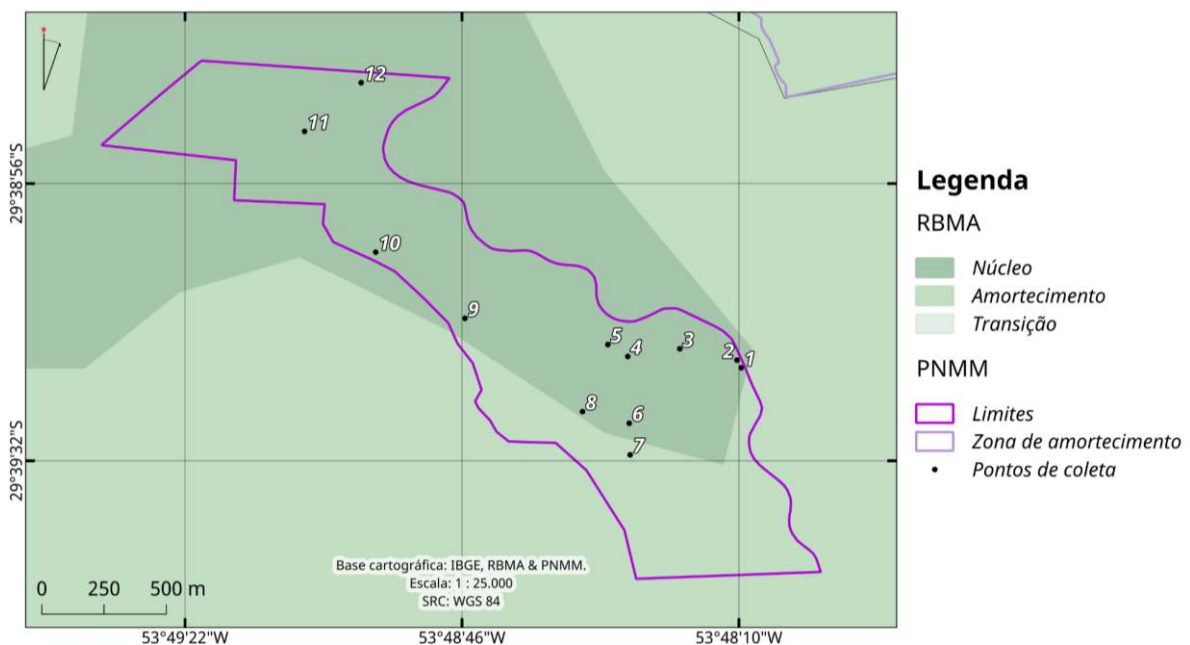 12
11
10
9
5
4
3
2
1
8
6
7
29°38'56"S
29°39'32"S
Base cartográfica: IBGE, RBMA & PNMM.
Escala: 1 : 25.000
SRC: WGS 84
0 250 500 m
53°49'22"W 53°48'46"W 53°48'10"W
Legenda
RBMA
Núcleo
Amortecimento
Transição
PNMM
Limites
Zona de amortecimento
Pontos de coleta